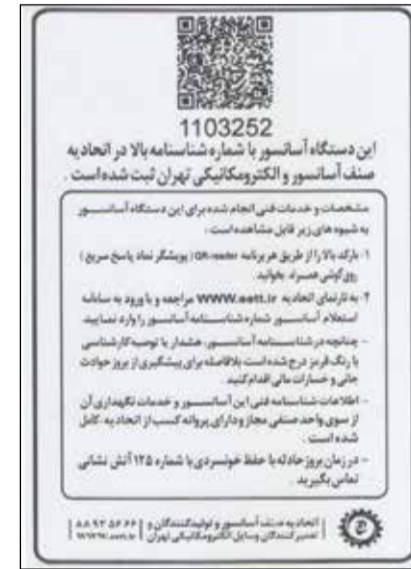 1103252
این دستگاه آسانسور با شماره شناسنامه بالا در اتحادیه
صنف آسانسور و الکترومکانیکی تهران ثبت شده است .
مشخصات و خدمات فنی انجام شده برای این دستگاه آسانسور
به شیوه های زیر قابل مشاهده است :
۱- بارکد بالا را از طریق هر برنامه QR-reader ( پویشگر نماد پاسخ سریع )
روی گوشی همراه، بخوانید
۲- به تارنمای اتحادیه WWW.aett.ir مراجعه و با ورود به سامانه
استعلام آسانسور شماره شناسنامه آسانسور را وارد نمایید.
- چنانچه در شناسنامه آسانسور، هشدار یا توصیه کارشناسی
با رنگ قرمز درج شده است بلافاصله برای پیشگیری از بروز حوادث
جانی و خسارات مالی اقدام کنید .
- اطلاعات شناسنامه فنی این آسانسور و خدمات نگهداری آن
از سوی واحد صنفی مجاز و دارای پروانه کسب از اتحادیه، کامل
شده است .
- در زمان بروز حادثه با حفظ خونسردی با شماره ۱۲۵ آتش نشانی
تماس بگیرید .
اتحادیه صنف آسانسور و تولیدکنندگان و
تعمیرکنندگان وسایل الکترومکانیکی تهران
۸۸۹۳ ۵۶۶۶
www.aett.ir